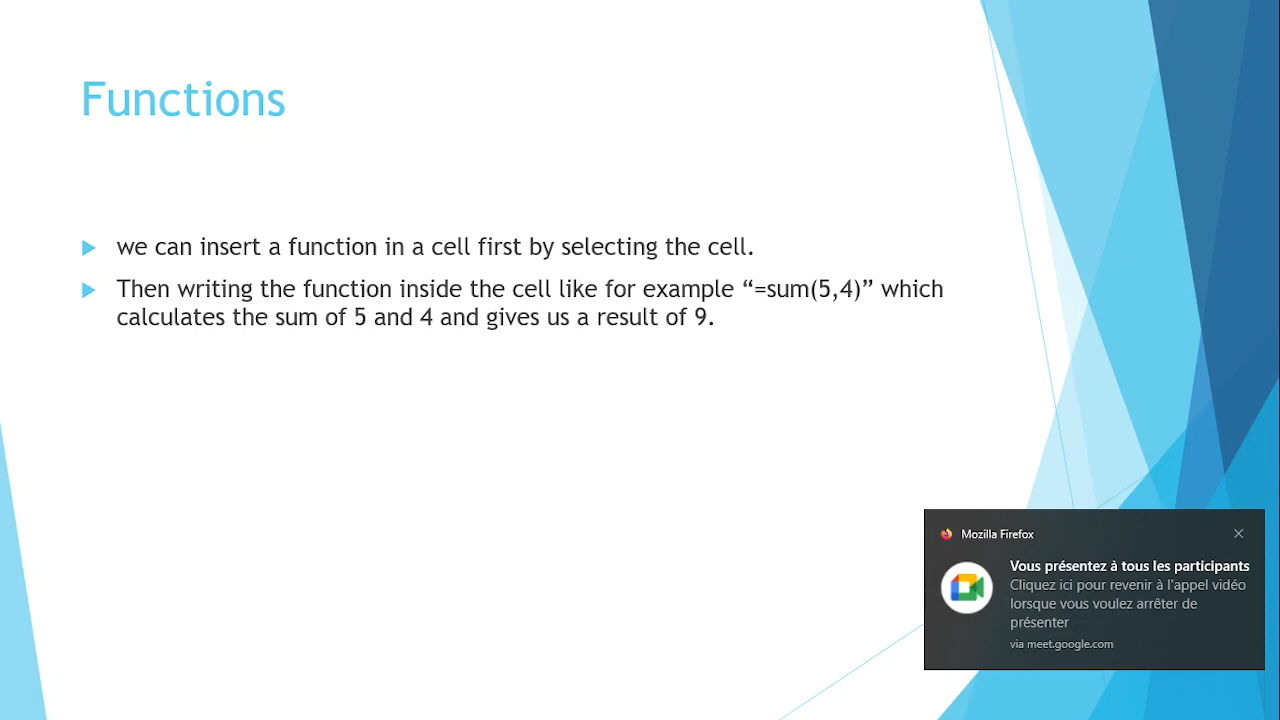 Functions
we can insert a function in a cell first by selecting the cell.
Then writing the function inside the cell like for example “=sum(5,4)” which
calculates the sum of 5 and 4 and gives us a result of 9.
Mozilla Firefox
Vous présentez à tous les participants
Cliquez ici pour revenir à l'appel vidéo
lorsque vous voulez arrêter de
présenter
via meet.google.com